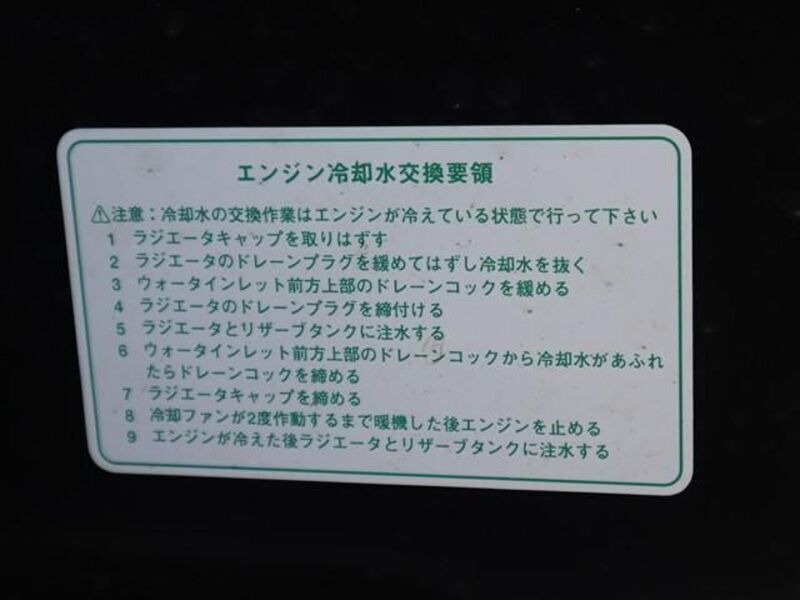 エンジン冷却水交換要領
⚠注意：冷却水の交換作業はエンジンが冷えている状態で行って下さい
1 ラジエータキャップを取りはずす
2 ラジエータのドレーンプラグを緩めてはずし冷却水を抜く
3 ウォータインレット前方上部のドレーンコックを緩める
4 ラジエータのドレーンプラグを締付ける
5 ラジエータとリザーブタンクに注水する
6 ウォータインレット前方上部のドレーンコックから冷却水があふれ
たらドレーンコックを締める
7 ラジエータキャップを締める
8 冷却ファンが2度作動するまで暖機した後エンジンを止める
9 エンジンが冷えた後ラジエータとリザーブタンクに注水する